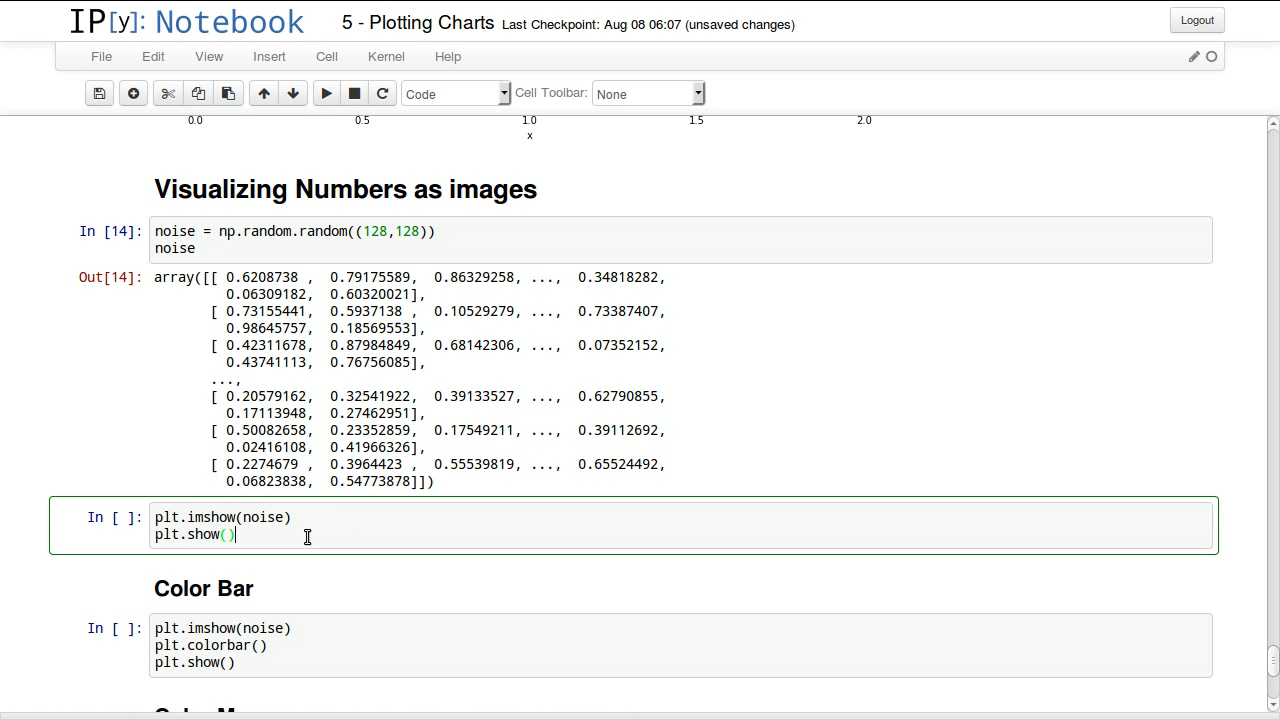 IP[y]: Notebook 5 - Plotting Charts Last Checkpoint: Aug 08 06:07 (unsaved changes) Logout
File Edit View Insert Cell Kernel Help
Code Cell Toolbar: None
0.0 0.5 1.0 1.5 2.0
x
Visualizing Numbers as images
In [14]: noise = np.random.random((128,128))
noise
Out[14]: array([[ 0.6208738 , 0.79175589, 0.86329258, ..., 0.34818282,
0.06309182, 0.60320021],
[ 0.73155441, 0.5937138 , 0.10529279, ..., 0.73387407,
0.98645757, 0.18569553],
[ 0.42311678, 0.87984849, 0.68142306, ..., 0.07352152,
0.43741113, 0.76756085],
...,
[ 0.20579162, 0.32541922, 0.39133527, ..., 0.62790855,
0.17113948, 0.27462951],
[ 0.50082658, 0.23352859, 0.17549211, ..., 0.39112692,
0.02416108, 0.41966326],
[ 0.2274679 , 0.3964423 , 0.55539819, ..., 0.65524492,
0.06823838, 0.54773878]])
In [ ]: plt.imshow(noise)
plt.show()
Color Bar
In [ ]: plt.imshow(noise)
plt.colorbar()
plt.show()